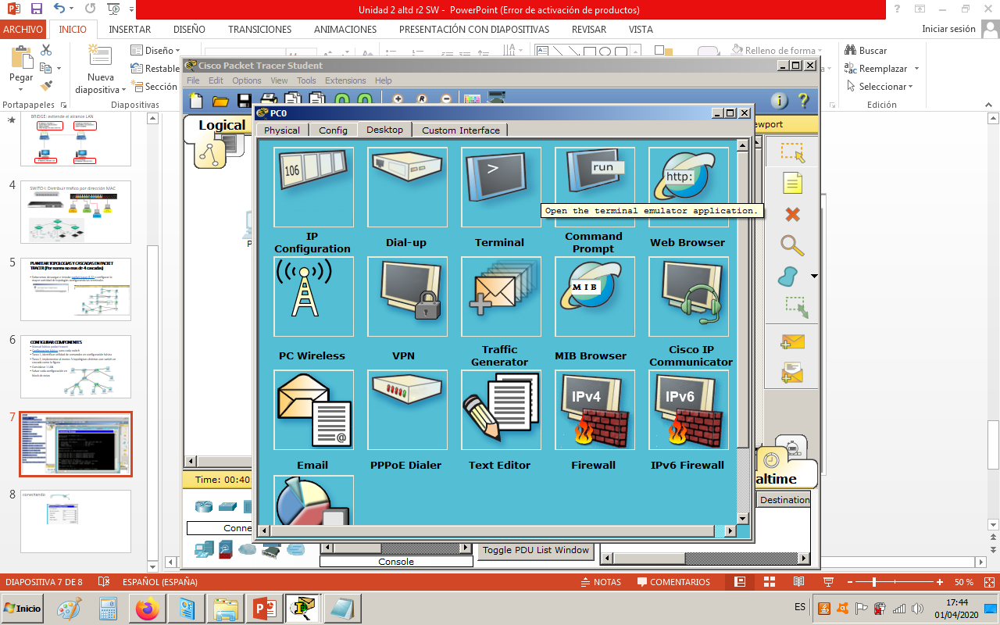 Unidad 2 altd r2 SW - PowerPoint (Error de activación de productos)
ARCHIVO INICIO INSERTAR DISEÑO TRANSICIONES ANIMACIONES PRESENTACIÓN CON DIAPOSITIVAS REVISAR VISTA Iniciar sesión
Pegar
Portapapeles
Nueva
diapositiva
Diseño
Restable
Sección
Diapositivas
Relleno de forma
Buscar
Reemplazar
Seleccionar
Edición
BRIDGE: extiende el alcance LAN
4
SWITCH: Distribuir trafico por dirección MAC
5
PLANTEAR TOPOLOGIAS Y CASCADAS EN PACKET
TRACER (Por norma no mas de 4 cascadas)
6
CONFIGURAR COMPONENTES
7
8
conectando
Cisco Packet Tracer Student
File Edit Options View Tools Extensions Help
Logical
ewport
PC0
Physical Config Desktop Custom Interface
106
>
run
http:
Open the terminal emulator application.
IP
Configuration
Dial-up
Terminal
Command
Prompt
Web Browser
MIB
PC Wireless
VPN
Traffic
Generator
MIB Browser
Cisco IP
Communicator
IPv4
IPv6
Email
PPPoE Dialer
Text Editor
Firewall
IPv6 Firewall
Time: 00:40
altime
Conne
Console
Toggle PDU List Window
Destination
DIAPOSITIVA 7 DE 8 ESPAÑOL (ESPAÑA) NOTAS COMENTARIOS 50 %
Inicio
ES
17:44
01/04/2020